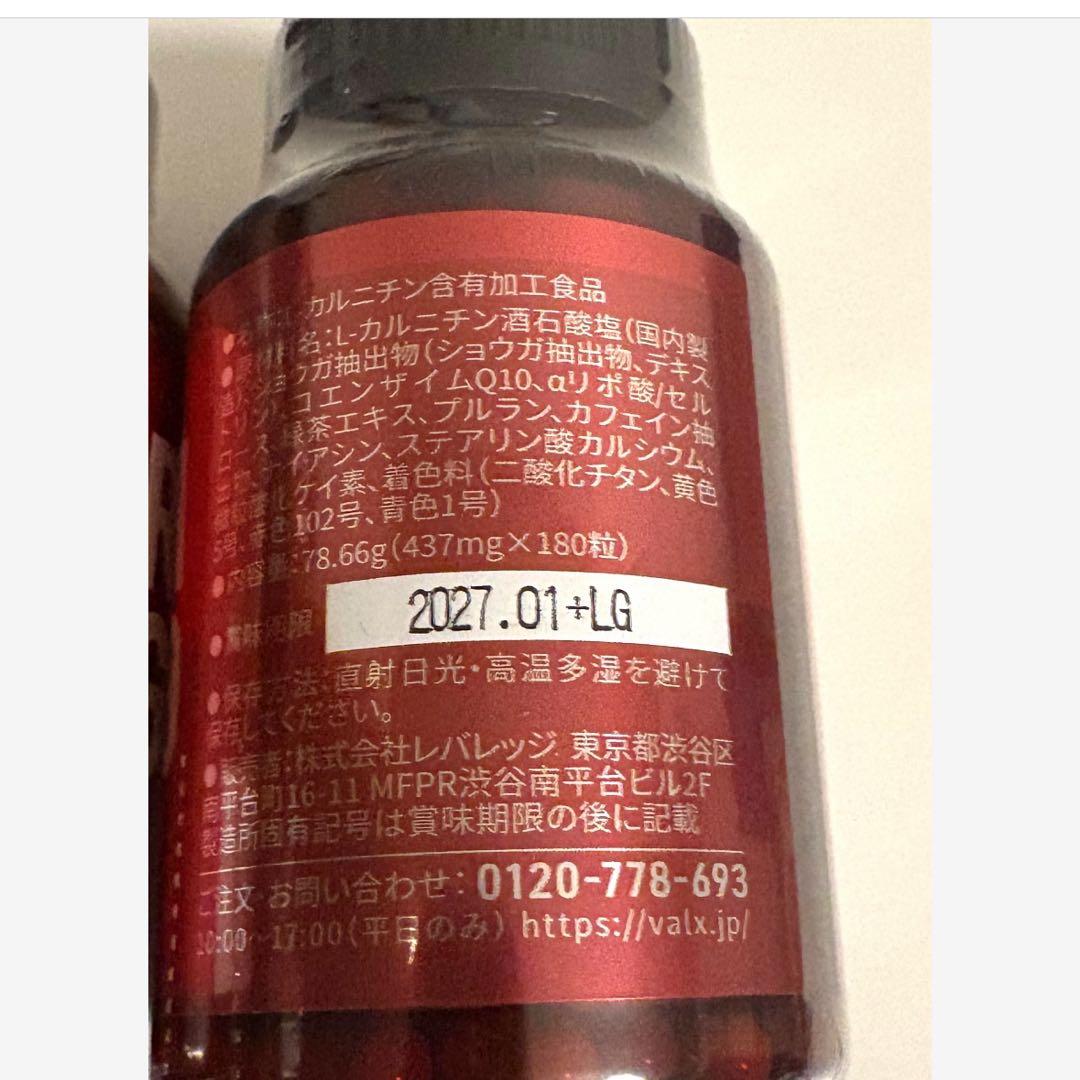 カルニチン含有加工食品
名:L-カルニチン酒石酸塩(国内製
ウガ抽出物(ショウガ抽出物、デキス
コエンザイムQ10、αリポ酸/セル
緑茶エキス、プルラン、カフェイン抽
イアシン、ステアリン酸カルシウム、
ケイ素、着色料(二酸化チタン、黄色
102号、青色1号)
●内容量:78.66g(437mg×180粒)
●賞味期限 2027.01+LG
●保存方法:直射日光・高温多湿を避けて
保存してください。
●製造者:株式会社レバレッジ 東京都渋谷区
南平台町16-11 MFPR渋谷南平台ビル2F
製造所固有記号は賞味期限の後に記載
ご注文・お問い合わせ:0120-778-693
10:00~17:00(平日のみ) https://valx.jp/